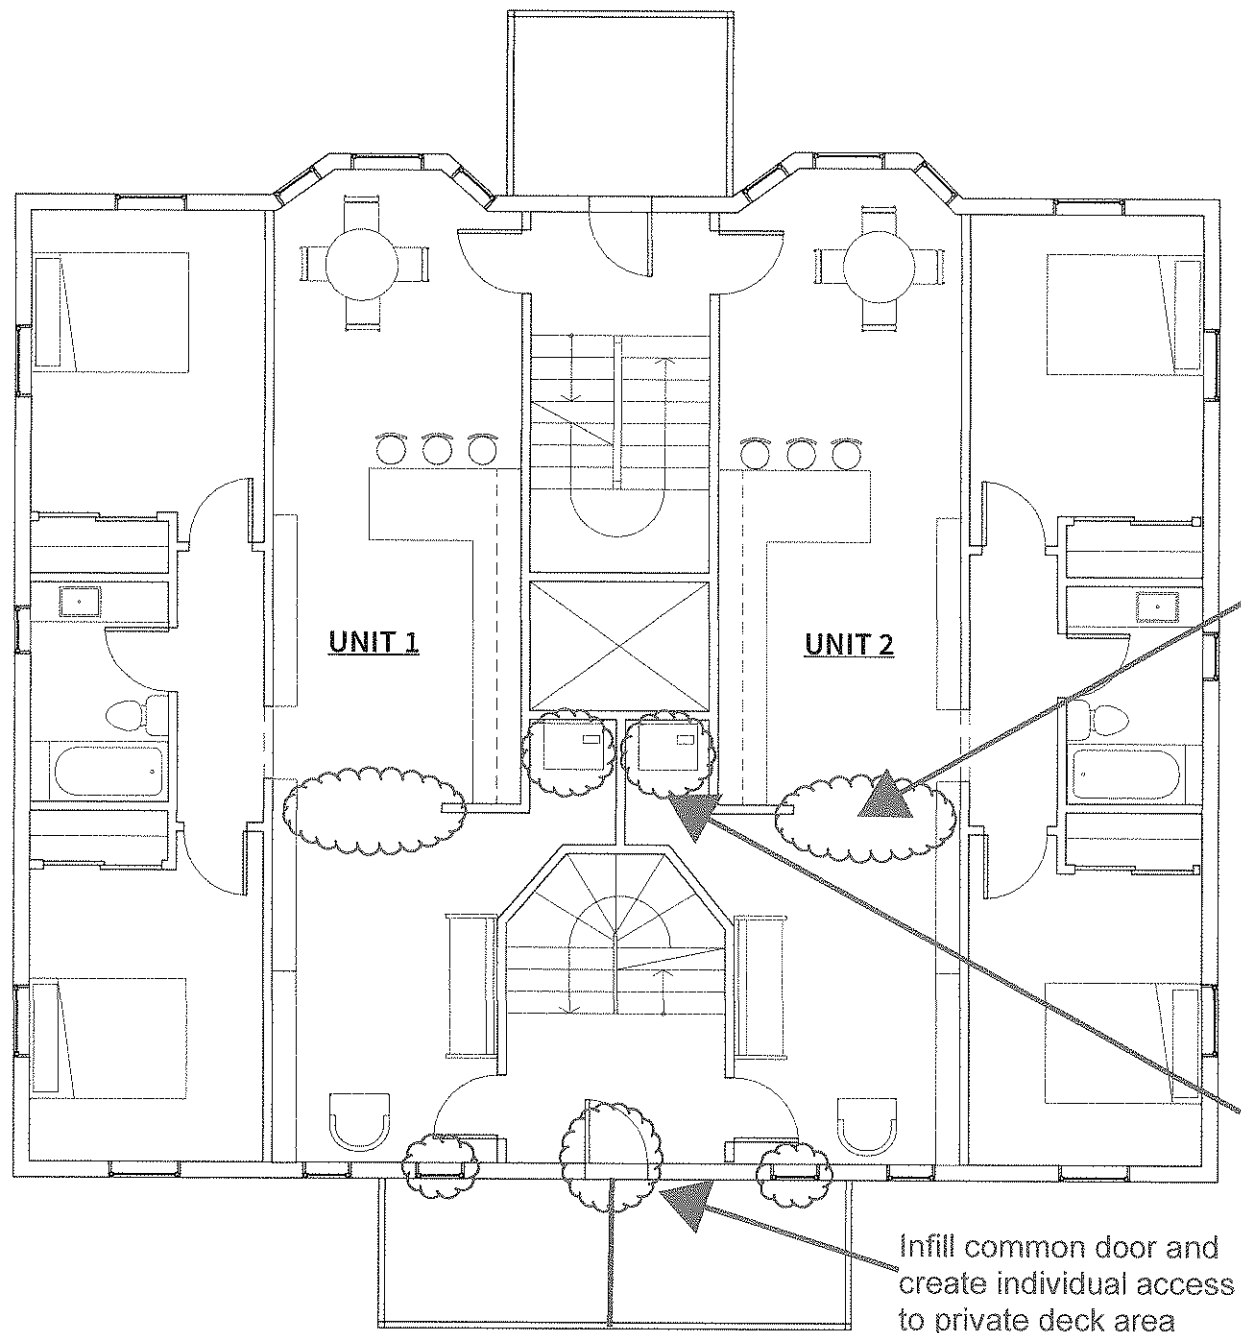 UNIT 1
UNIT 2
Infill common door and
create individual access
to private deck area